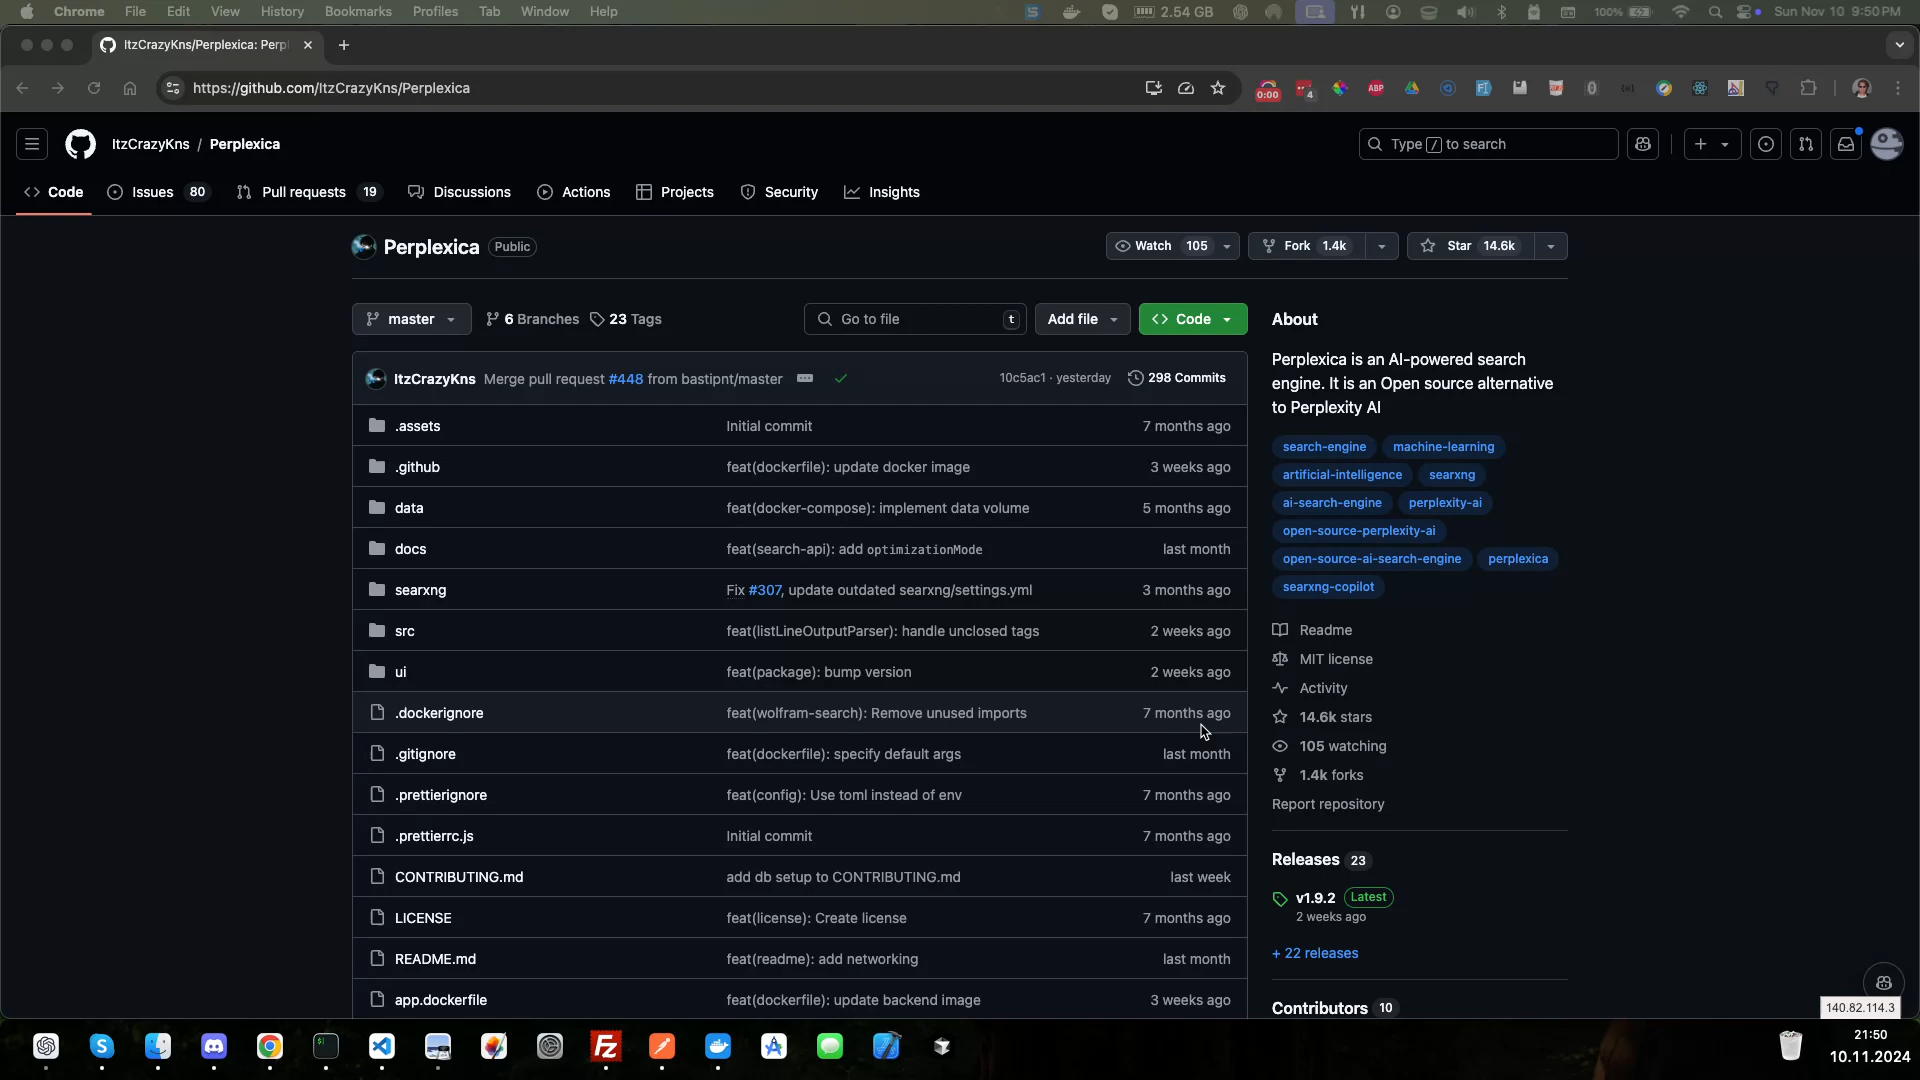 Chrome File Edit View History Bookmarks Profiles Tab Window Help 2.54 GB 100% Sun Nov 10 9:50 PM
ItzCrazyKns/Perplexica: Perpl
https://github.com/ItzCrazyKns/Perplexica
0:00
4
ABP
ItzCrazyKns / Perplexica
Type / to search
Code Issues 80 Pull requests 19 Discussions Actions Projects Security Insights
Perplexica Public
Watch 105 Fork 1.4k Star 14.6k
master 6 Branches 23 Tags Go to file t Add file Code
ItzCrazyKns Merge pull request #448 from bastipnt/master 10c5ac1 · yesterday 298 Commits
.assets Initial commit 7 months ago
.github feat(dockerfile): update docker image 3 weeks ago
data feat(docker-compose): implement data volume 5 months ago
docs feat(search-api): add optimizationMode last month
searxng Fix #307, update outdated searxng/settings.yml 3 months ago
src feat(listLineOutputParser): handle unclosed tags 2 weeks ago
ui feat(package): bump version 2 weeks ago
.dockerignore feat(wolfram-search): Remove unused imports 7 months ago
.gitignore feat(dockerfile): specify default args last month
.prettierignore feat(config): Use toml instead of env 7 months ago
.prettierrc.js Initial commit 7 months ago
CONTRIBUTING.md add db setup to CONTRIBUTING.md last week
LICENSE feat(license): Create license 7 months ago
README.md feat(readme): add networking last month
app.dockerfile feat(dockerfile): update backend image 3 weeks ago
About
Perplexica is an AI-powered search
engine. It is an Open source alternative
to Perplexity AI
search-engine machine-learning
artificial-intelligence searxng
ai-search-engine perplexity-ai
open-source-perplexity-ai
open-source-ai-search-engine perplexica
searxng-copilot
Readme
MIT license
Activity
14.6k stars
105 watching
1.4k forks
Report repository
Releases 23
v1.9.2 Latest
2 weeks ago
+ 22 releases
Contributors 10
140.82.114.3
Fz
21:50
10.11.2024